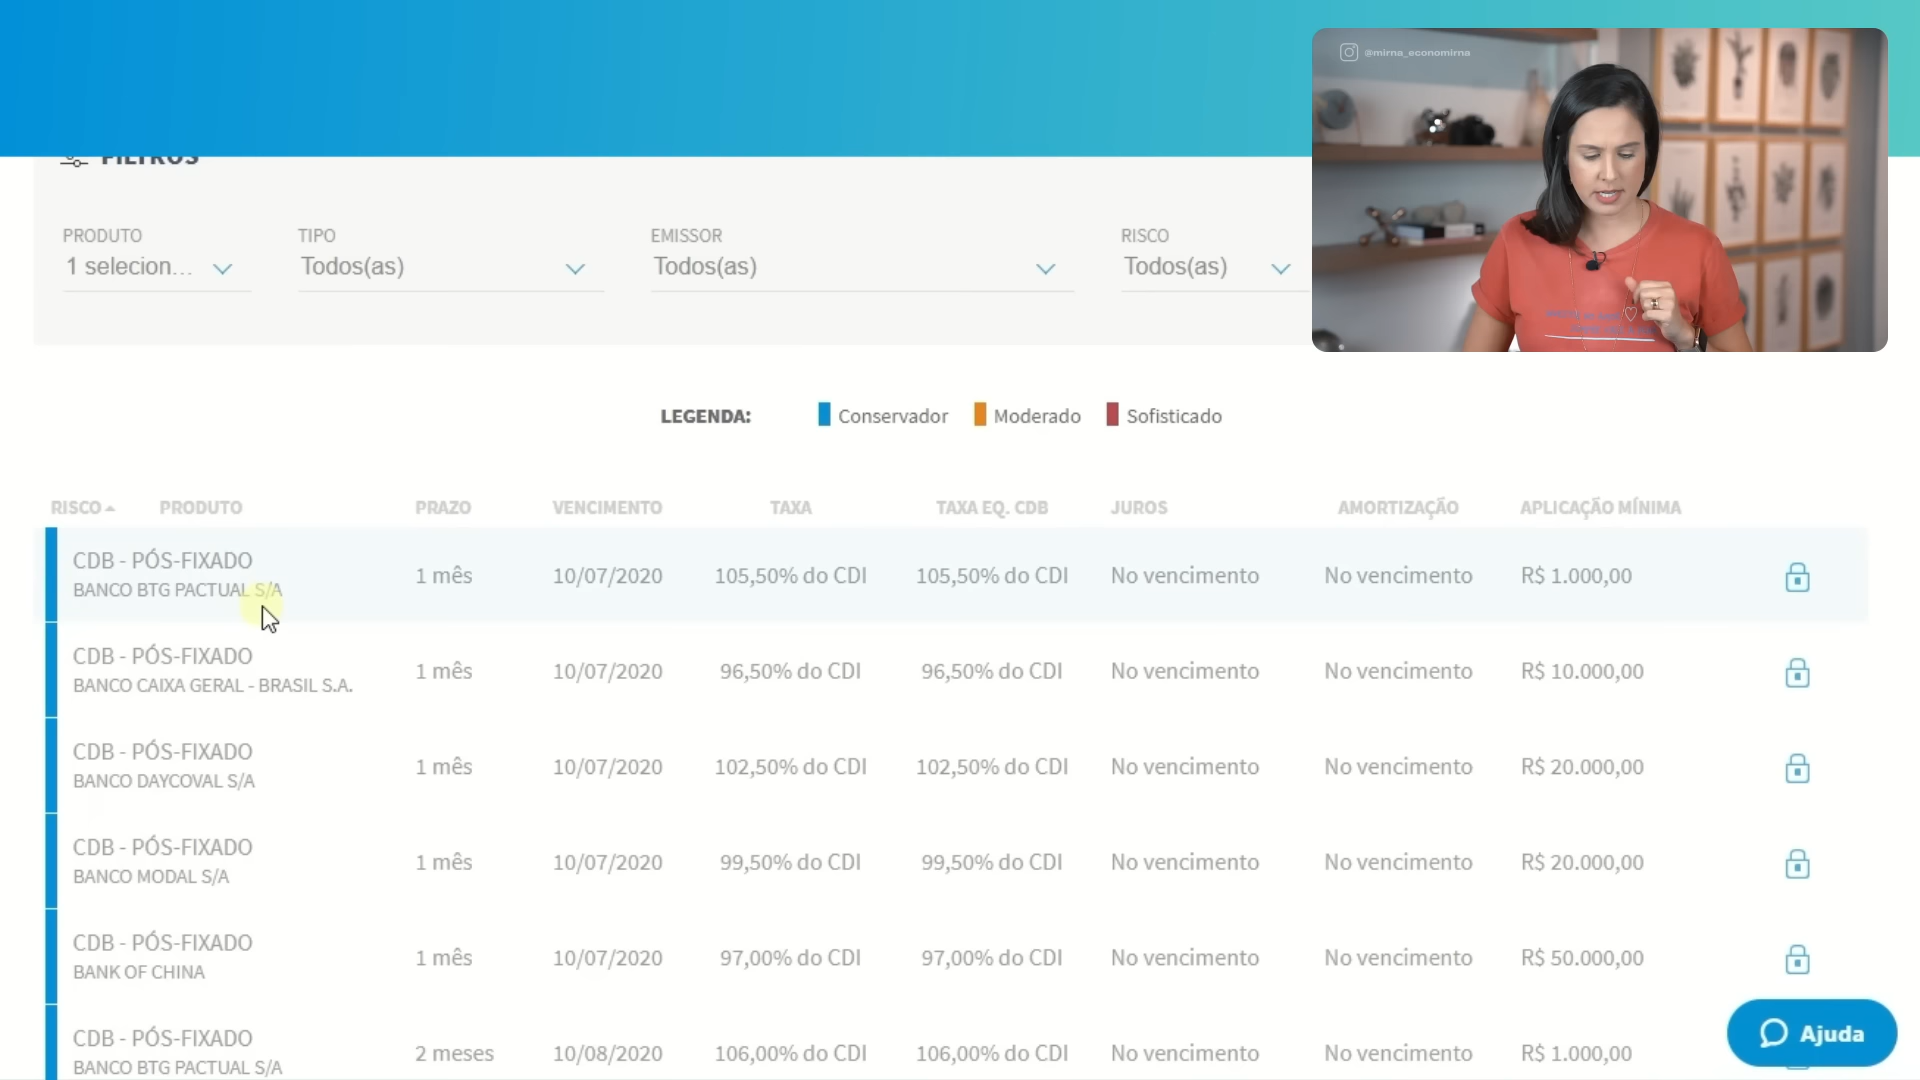 @mirna_economirna
FILTROS
PRODUTO TIPO EMISSOR RISCO
1 selecion... Todos(as) Todos(as) Todos(as)
LEGENDA: Conservador Moderado Sofisticado
RISCO PRODUTO PRAZO VENCIMENTO TAXA TAXA EQ. CDB JUROS AMORTIZAÇÃO APLICAÇÃO MÍNIMA
CDB - PÓS-FIXADO
BANCO BTG PACTUAL S/A
1 mês 10/07/2020 105,50% do CDI 105,50% do CDI No vencimento No vencimento R$ 1.000,00
CDB - PÓS-FIXADO
BANCO CAIXA GERAL - BRASIL S.A.
1 mês 10/07/2020 96,50% do CDI 96,50% do CDI No vencimento No vencimento R$ 10.000,00
CDB - PÓS-FIXADO
BANCO DAYCOVAL S/A
1 mês 10/07/2020 102,50% do CDI 102,50% do CDI No vencimento No vencimento R$ 20.000,00
CDB - PÓS-FIXADO
BANCO MODAL S/A
1 mês 10/07/2020 99,50% do CDI 99,50% do CDI No vencimento No vencimento R$ 20.000,00
CDB - PÓS-FIXADO
BANK OF CHINA
1 mês 10/07/2020 97,00% do CDI 97,00% do CDI No vencimento No vencimento R$ 50.000,00
CDB - PÓS-FIXADO
BANCO BTG PACTUAL S/A
2 meses 10/08/2020 106,00% do CDI 106,00% do CDI No vencimento No vencimento R$ 1.000,00
Ajuda